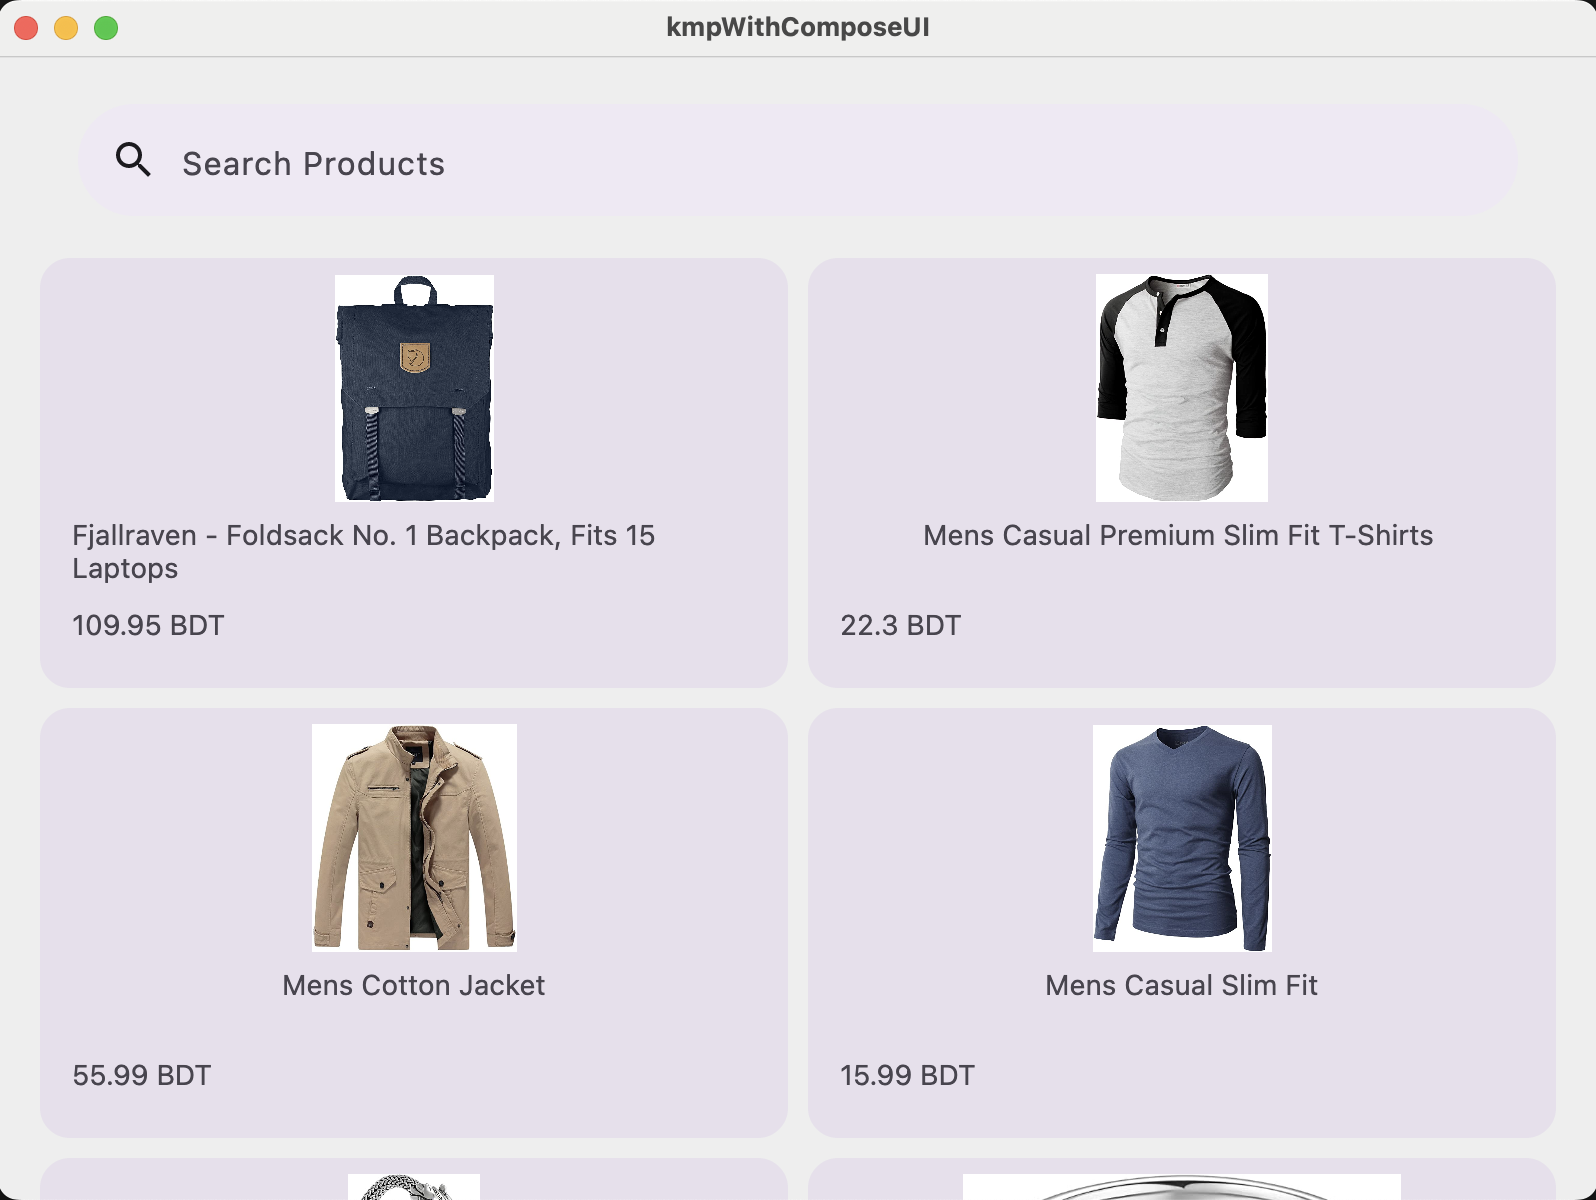 kmpWithComposeUI
Search Products
Fjallraven - Foldsack No. 1 Backpack, Fits 15
Laptops
109.95 BDT
Mens Casual Premium Slim Fit T-Shirts
22.3 BDT
Mens Cotton Jacket
55.99 BDT
Mens Casual Slim Fit
15.99 BDT